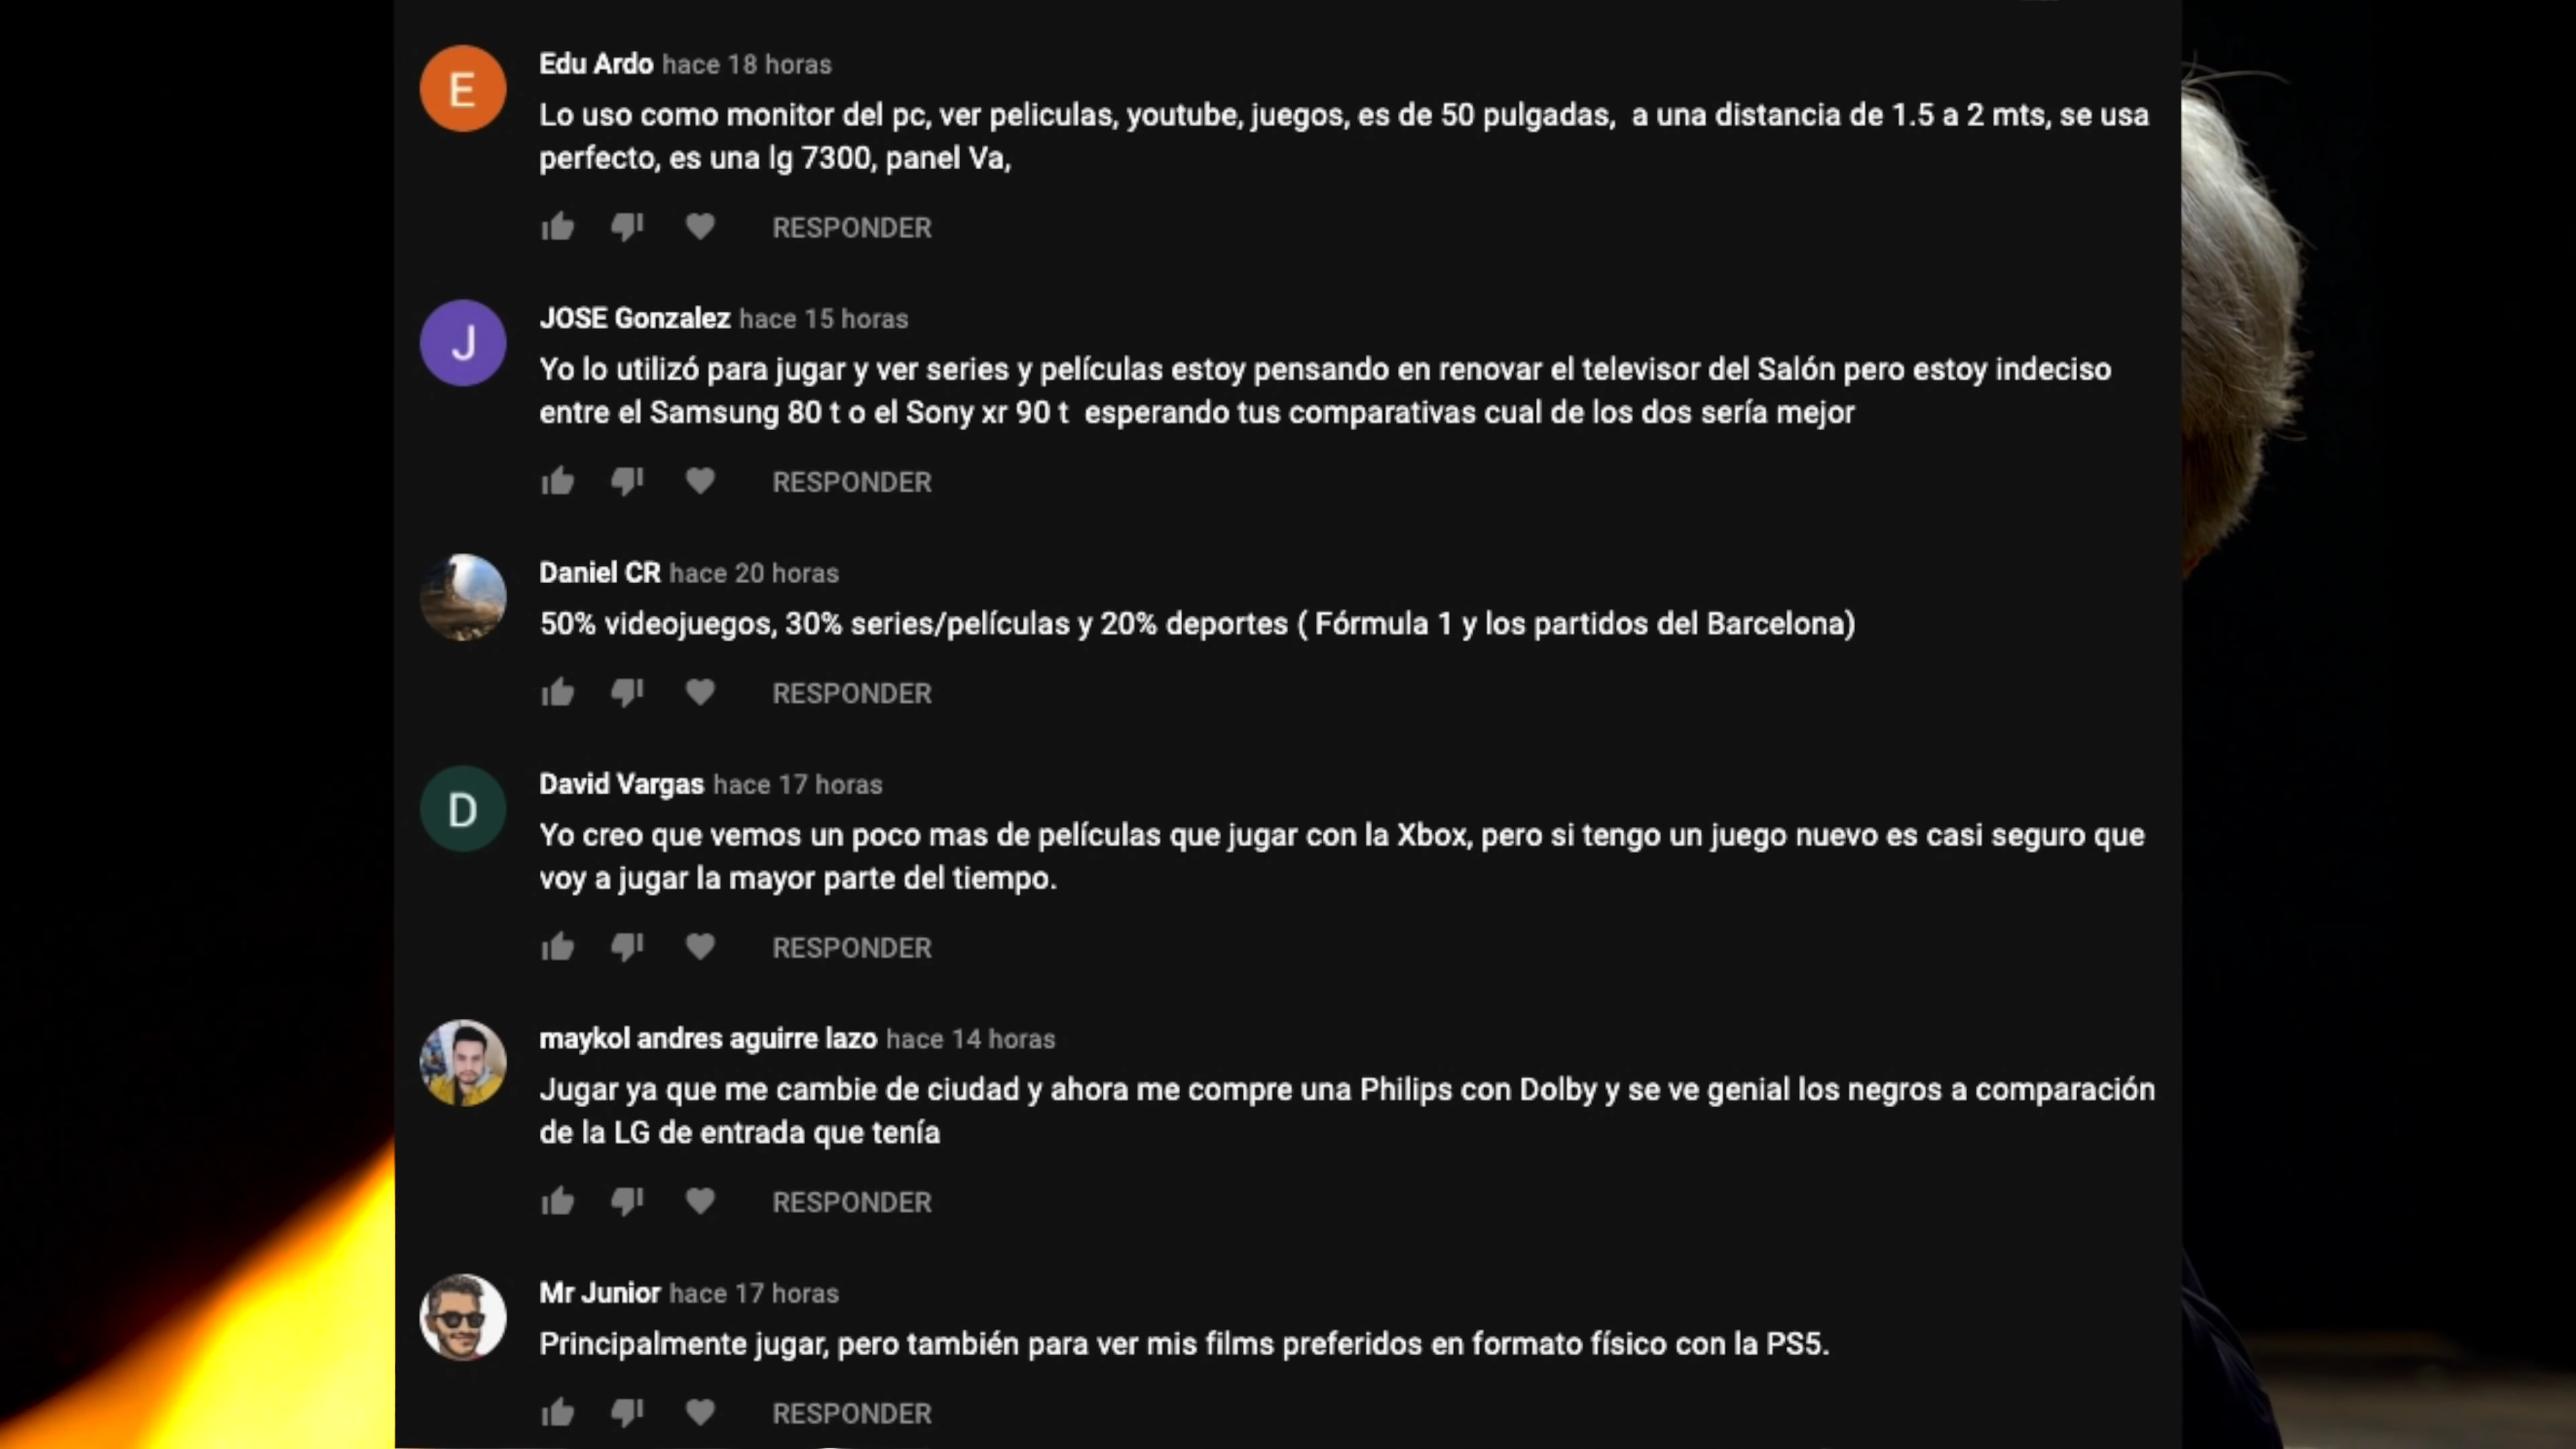 E
Edu Ardo hace 18 horas
Lo uso como monitor del pc, ver peliculas, youtube, juegos, es de 50 pulgadas,  a una distancia de 1.5 a 2 mts, se usa
perfecto, es una lg 7300, panel Va,
RESPONDER
J
JOSE Gonzalez hace 15 horas
Yo lo utilizó para jugar y ver series y películas estoy pensando en renovar el televisor del Salón pero estoy indeciso
entre el Samsung 80 t o el Sony xr 90 t  esperando tus comparativas cual de los dos sería mejor
RESPONDER
Daniel CR hace 20 horas
50% videojuegos, 30% series/películas y 20% deportes ( Fórmula 1 y los partidos del Barcelona)
RESPONDER
D
David Vargas hace 17 horas
Yo creo que vemos un poco mas de películas que jugar con la Xbox, pero si tengo un juego nuevo es casi seguro que
voy a jugar la mayor parte del tiempo.
RESPONDER
maykol andres aguirre lazo hace 14 horas
Jugar ya que me cambie de ciudad y ahora me compre una Philips con Dolby y se ve genial los negros a comparación
de la LG de entrada que tenía
RESPONDER
Mr Junior hace 17 horas
Principalmente jugar, pero también para ver mis films preferidos en formato físico con la PS5.
RESPONDER